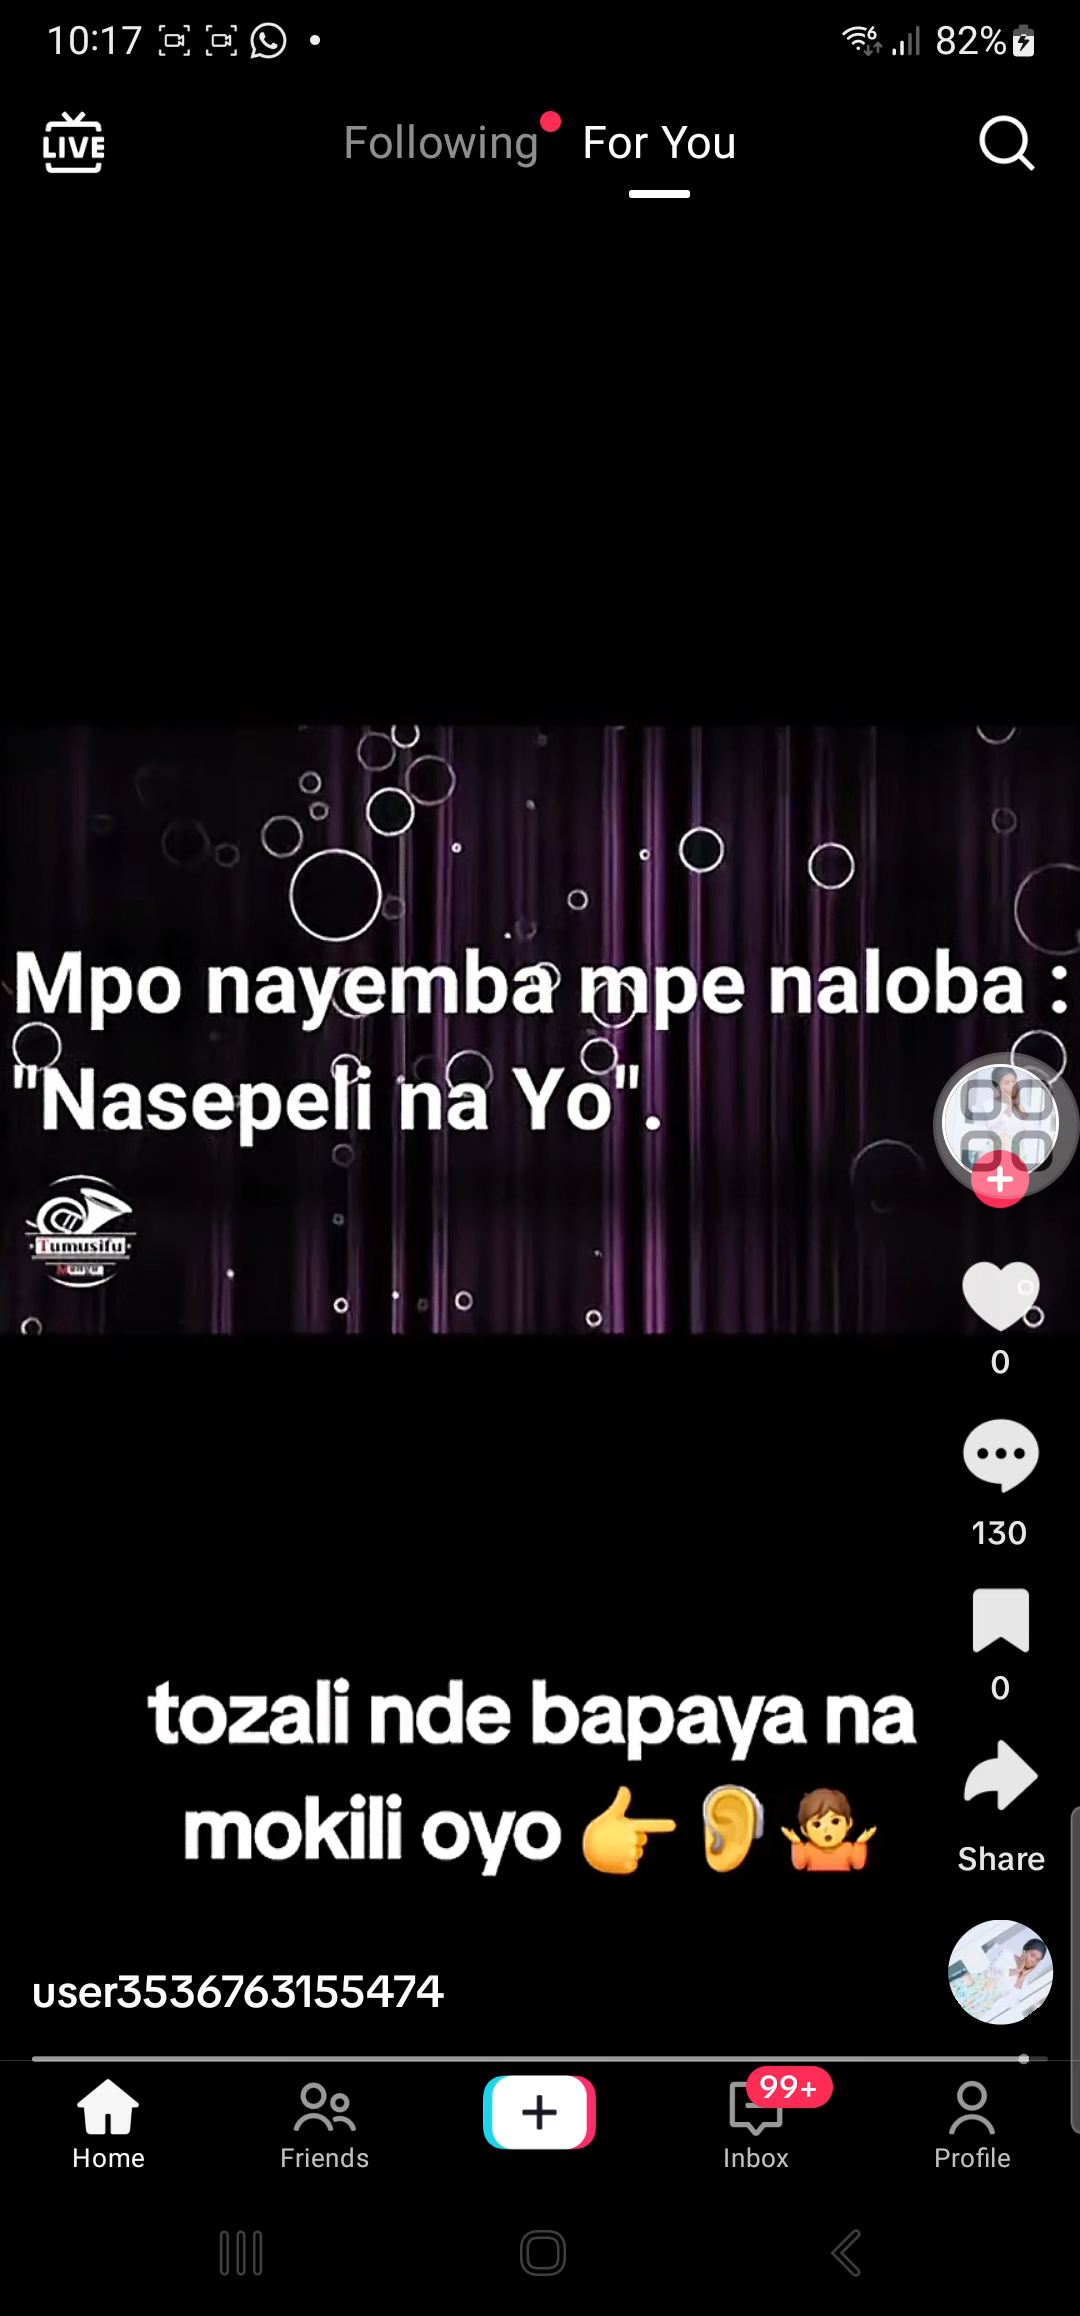 10:17
82%
LIVE
Following
For You
Mpo nayemba mpe naloba :
"Nasepeli na Yo".
Tumusifu
0
130
0
tozali nde bapaya na
mokili oyo 👉🦻🤷
Share
user3536763155474
99+
Home
Friends
Inbox
Profile